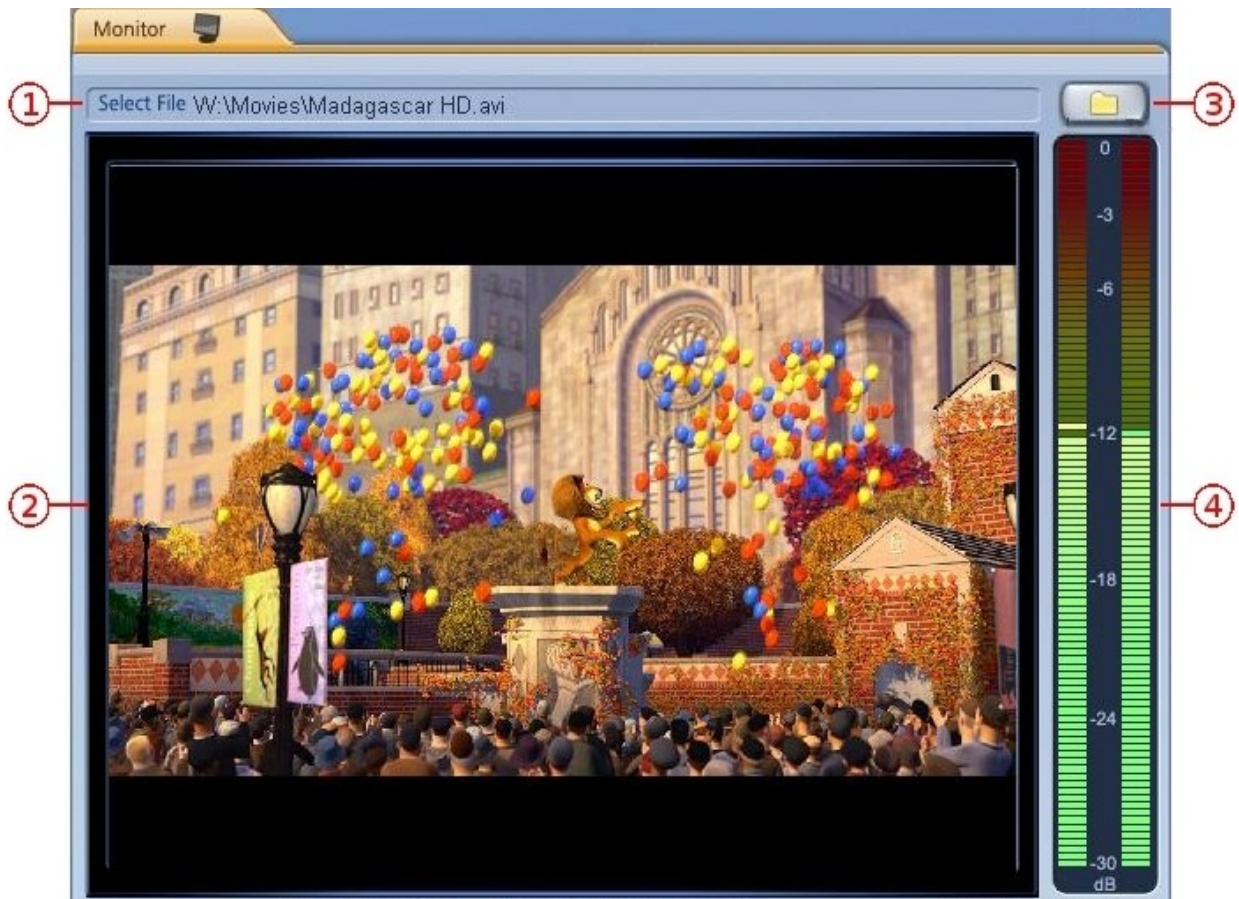 Monitor
① Select File W:\Movies\Madagascar HD.avi ③
0
-3
-6
-12
② ④
-18
-24
-30
dB